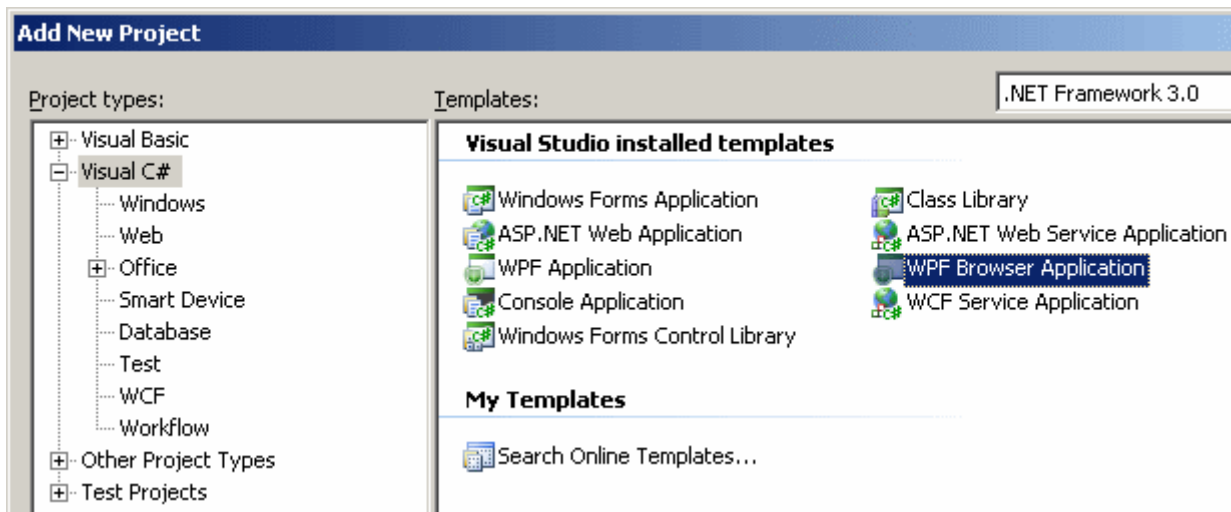 Add New Project
Project types:
Templates:
.NET Framework 3.0
Visual Basic
Visual C#
Windows
Web
Office
Smart Device
Database
Test
WCF
Workflow
Other Project Types
Test Projects
Visual Studio installed templates
Windows Forms Application
ASP.NET Web Application
WPF Application
Console Application
Windows Forms Control Library
Class Library
ASP.NET Web Service Application
WPF Browser Application
WCF Service Application
My Templates
Search Online Templates...